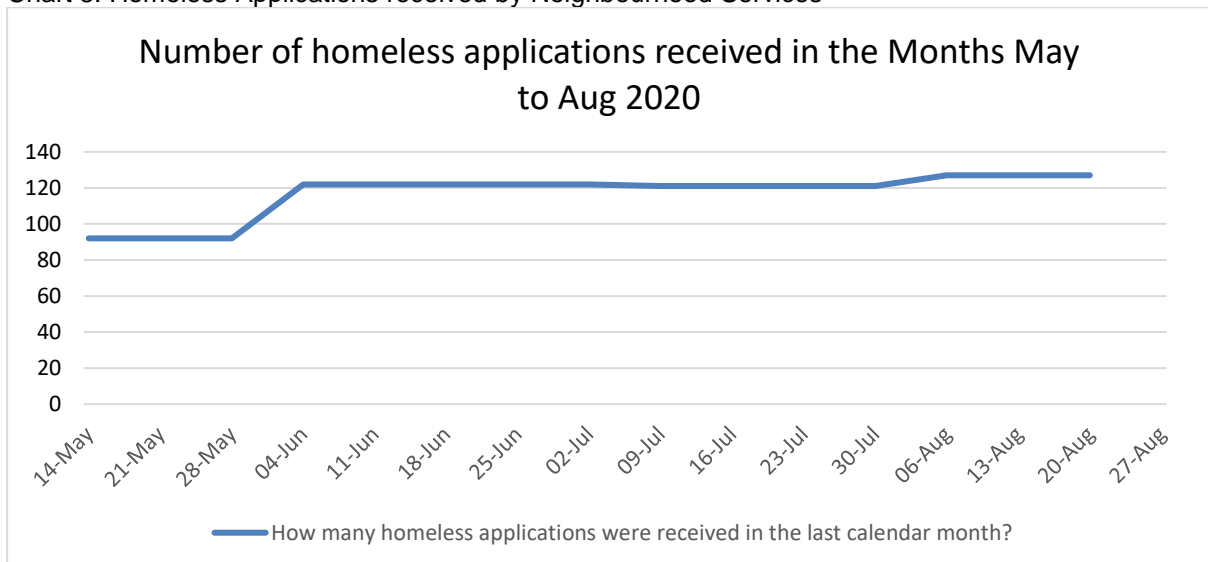 Number of homeless applications received in the Months May
to Aug 2020
140
120
100
80
60
40
20
0
14-May
21-May
28-May
04-Jun
11-Jun
18-Jun
25-Jun
02-Jul
09-Jul
16-Jul
23-Jul
30-Jul
06-Aug
13-Aug
20-Aug
27-Aug
How many homeless applications were received in the last calendar month?